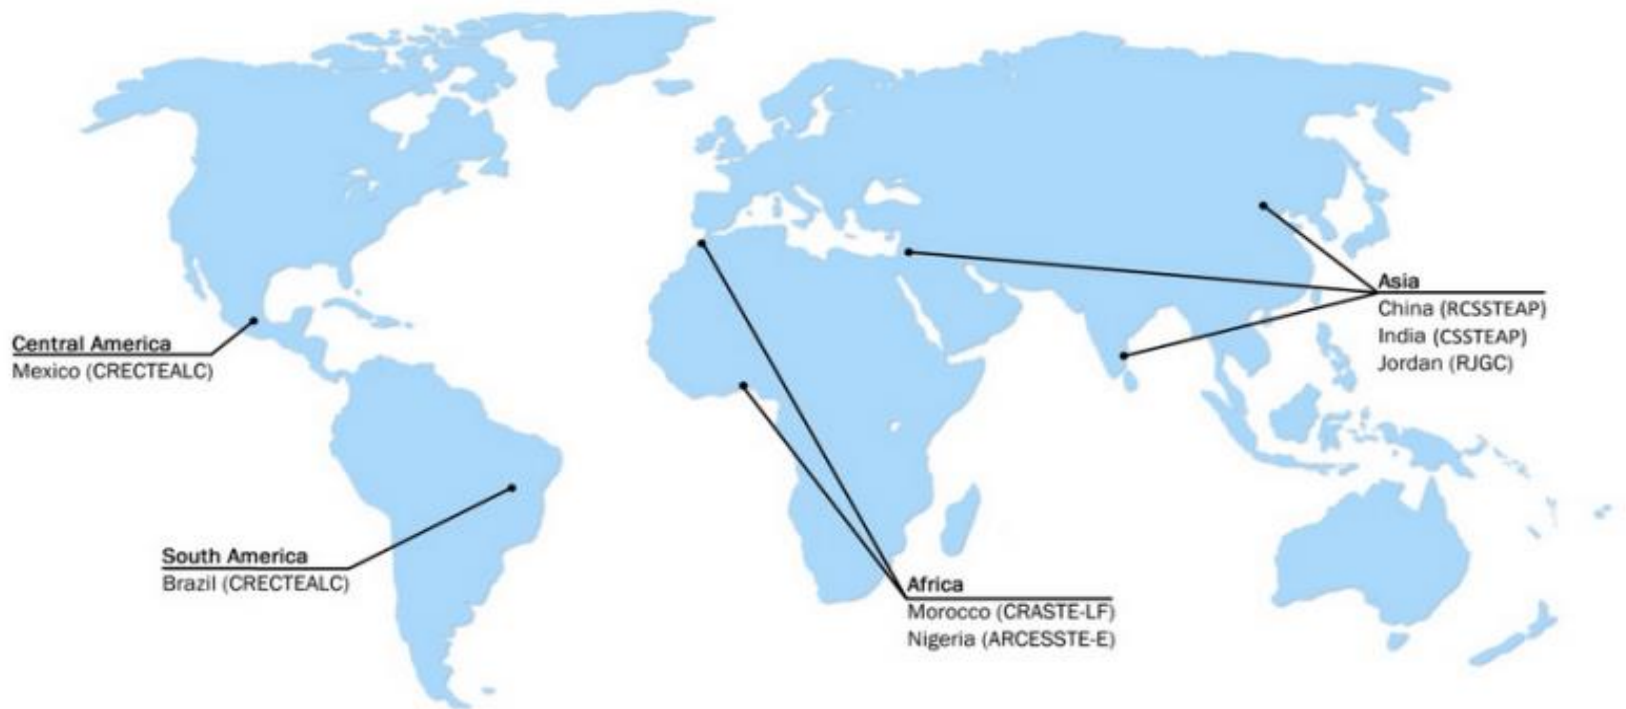 Central America
Mexico (CRECTEALC)
South America
Brazil (CRECTEALC)
Africa
Morocco (CRASTE-LF)
Nigeria (ARCESSTE-E)
Asia
China (RCSSTEAP)
India (CSSTEAP)
Jordan (RJGC)